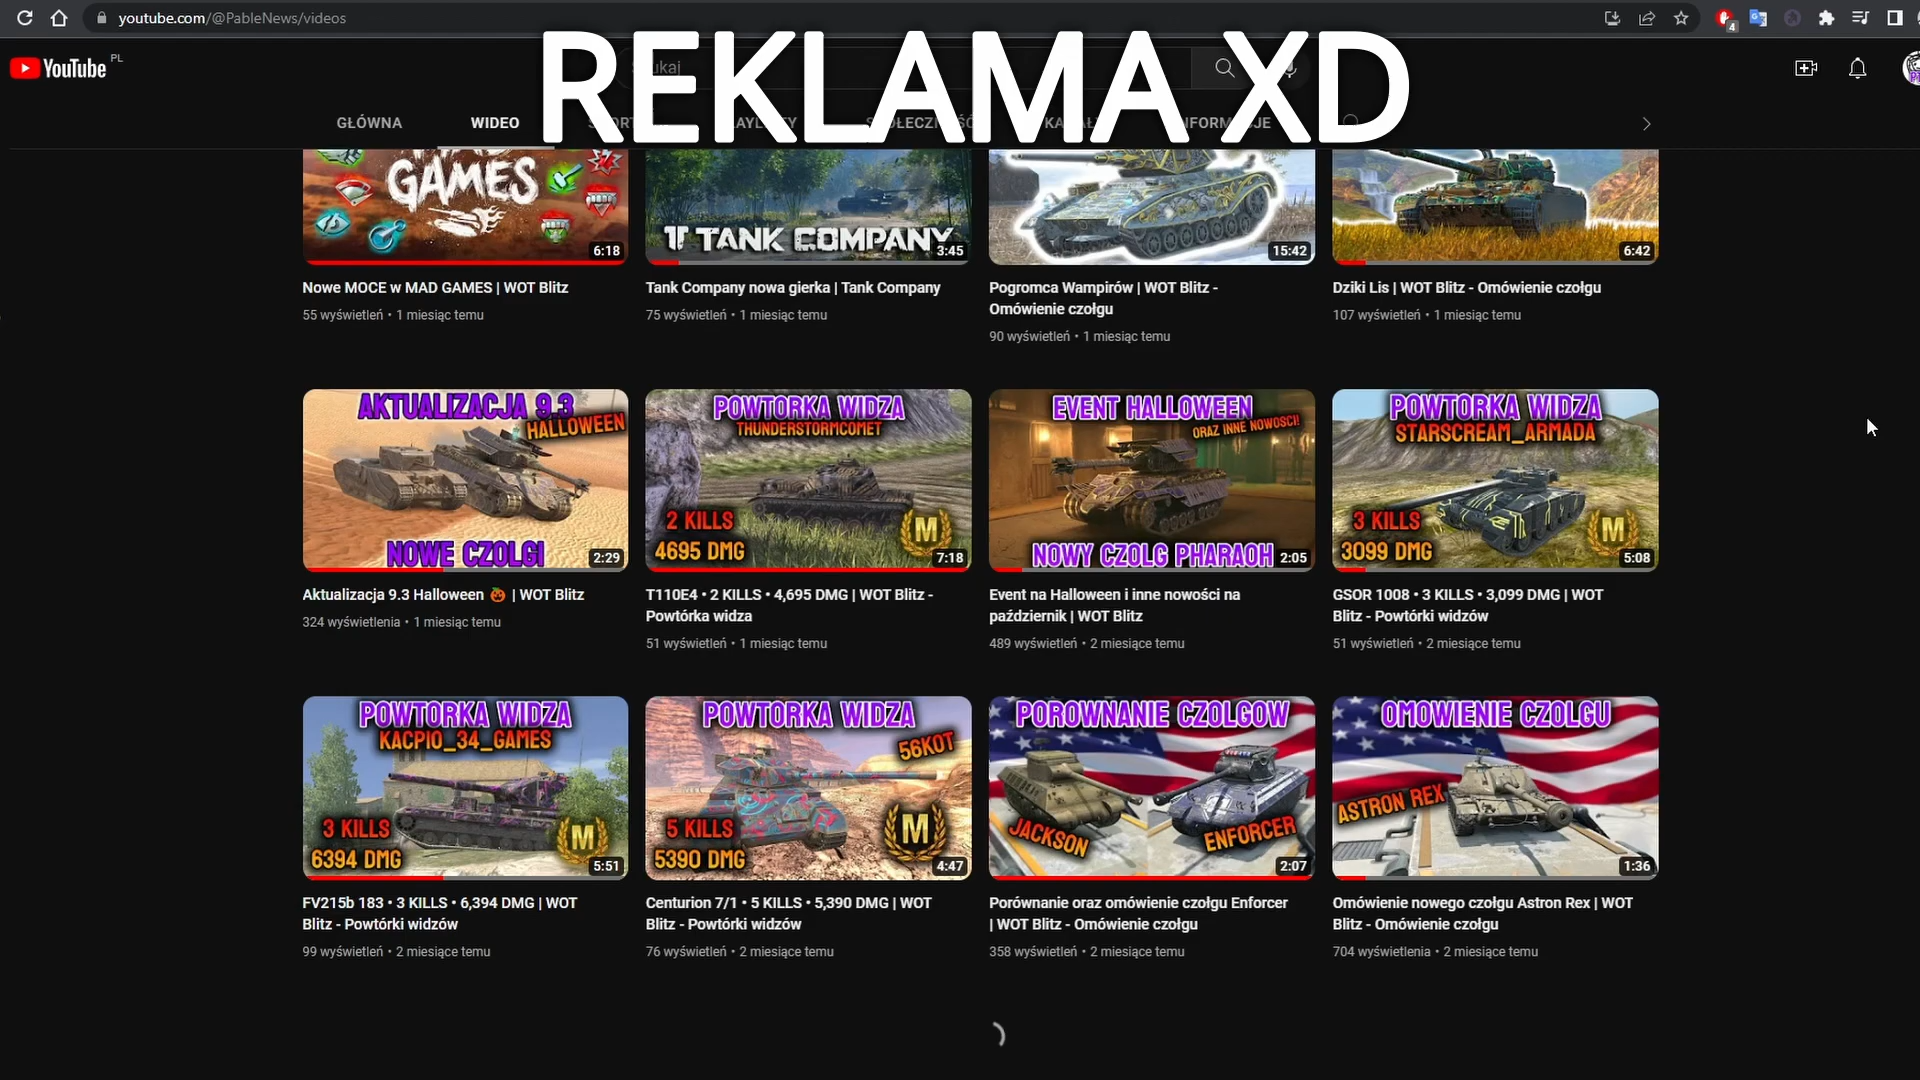 youtube.com/@PableNews/videos
4
REKLAMA XD
YouTube PL
GŁÓWNA
WIDEO
GAMES
6:18
TANK COMPANY
3:45
15:42
6:42
Nowe MOCE w MAD GAMES | WOT Blitz
55 wyświetleń • 1 miesiąc temu
Tank Company nowa gierka | Tank Company
75 wyświetleń • 1 miesiąc temu
Pogromca Wampirów | WOT Blitz -
Omówienie czołgu
90 wyświetleń • 1 miesiąc temu
Dziki Lis | WOT Blitz - Omówienie czołgu
107 wyświetleń • 1 miesiąc temu
AKTUALIZACJA 9.3
HALLOWEEN
NOWE CZOLGI
2:29
POWTORKA WIDZA
THUNDERSTORMCOMET
2 KILLS
4695 DMG
M
7:18
EVENT HALLOWEEN
ORAZ INNE NOWOSCI!
NOWY CZOLG PHARAOH
2:05
POWTORKA WIDZA
STARSCREAM_ARMADA
3 KILLS
3099 DMG
M
5:08
Aktualizacja 9.3 Halloween 🎃 | WOT Blitz
324 wyświetlenia • 1 miesiąc temu
T110E4 • 2 KILLS • 4,695 DMG | WOT Blitz -
Powtórka widza
51 wyświetleń • 1 miesiąc temu
Event na Halloween i inne nowości na
październik | WOT Blitz
489 wyświetleń • 2 miesiące temu
GSOR 1008 • 3 KILLS • 3,099 DMG | WOT
Blitz - Powtórki widzów
51 wyświetleń • 2 miesiące temu
POWTORKA WIDZA
KACPIO_34_GAMES
3 KILLS
6394 DMG
M
5:51
POWTORKA WIDZA
56KOT
5 KILLS
5390 DMG
M
4:47
POROWNANIE CZOLGOW
JACKSON
ENFORCER
2:07
OMOWIENIE CZOLGU
ASTRON REX
1:36
FV215b 183 • 3 KILLS • 6,394 DMG | WOT
Blitz - Powtórki widzów
99 wyświetleń • 2 miesiące temu
Centurion 7/1 • 5 KILLS • 5,390 DMG | WOT
Blitz - Powtórki widzów
76 wyświetleń • 2 miesiące temu
Porównanie oraz omówienie czołgu Enforcer
| WOT Blitz - Omówienie czołgu
358 wyświetleń • 2 miesiące temu
Omówienie nowego czołgu Astron Rex | WOT
Blitz - Omówienie czołgu
704 wyświetlenia • 2 miesiące temu